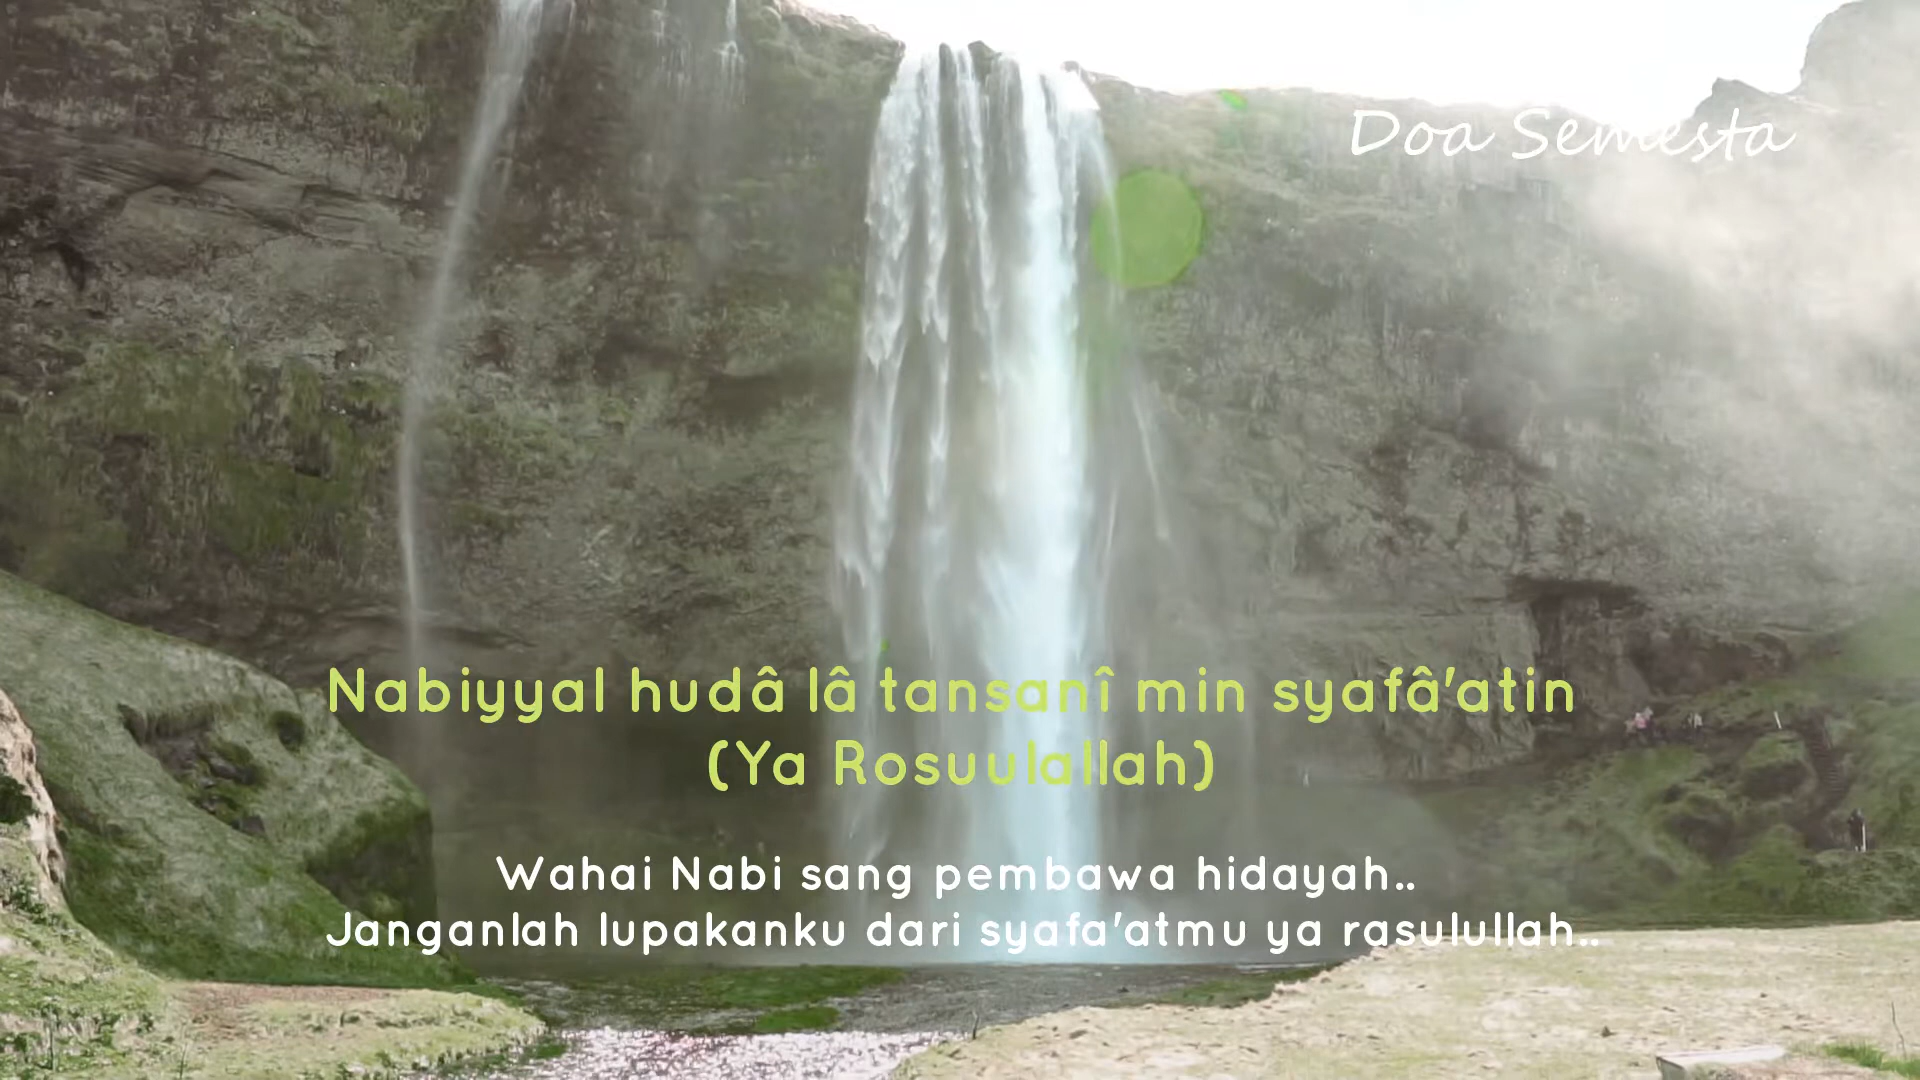 Doa Semesta
Nabiyyal hudâ lâ tansanî min syafâ'atin
(Ya Rosuulallah)
Wahai Nabi sang pembawa hidayah..
Janganlah lupakanku dari syafa'atmu ya rasulullah..